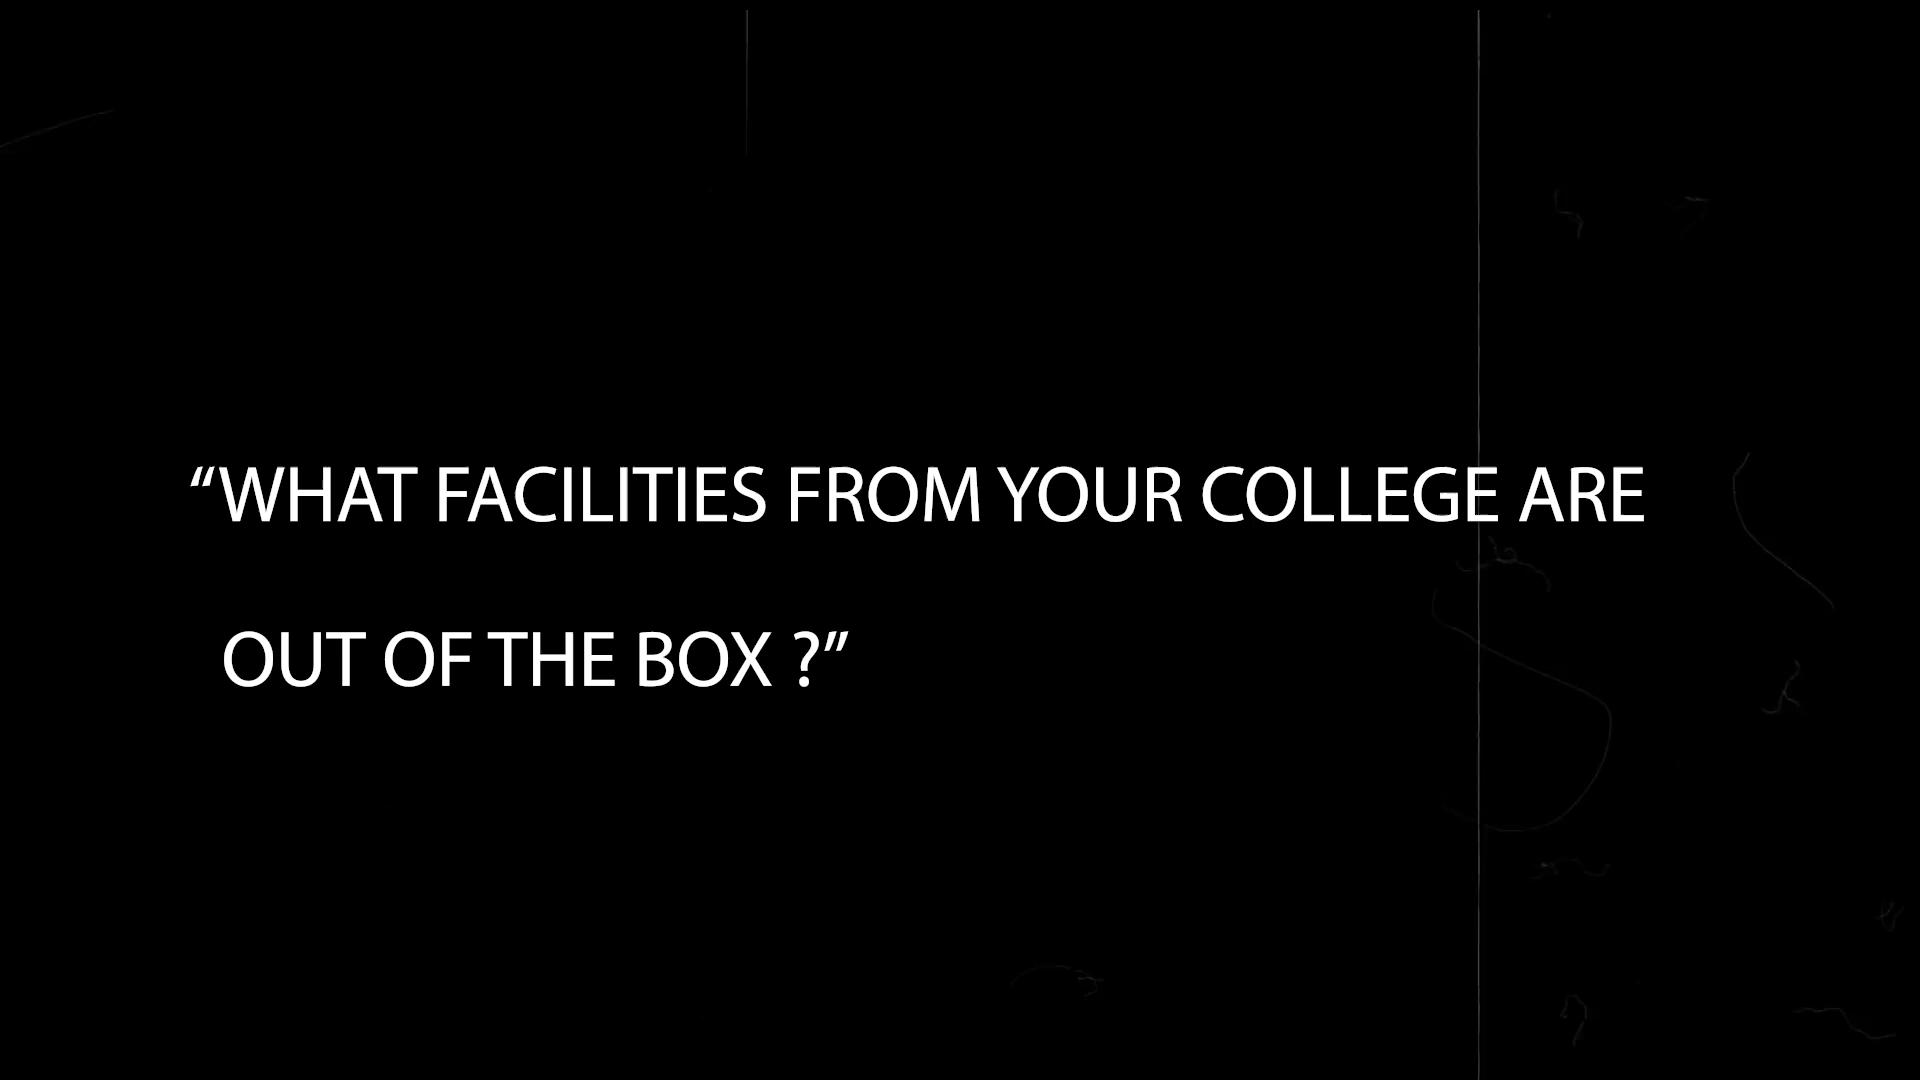 “WHAT FACILITIES FROM YOUR COLLEGE ARE
OUT OF THE BOX ?”